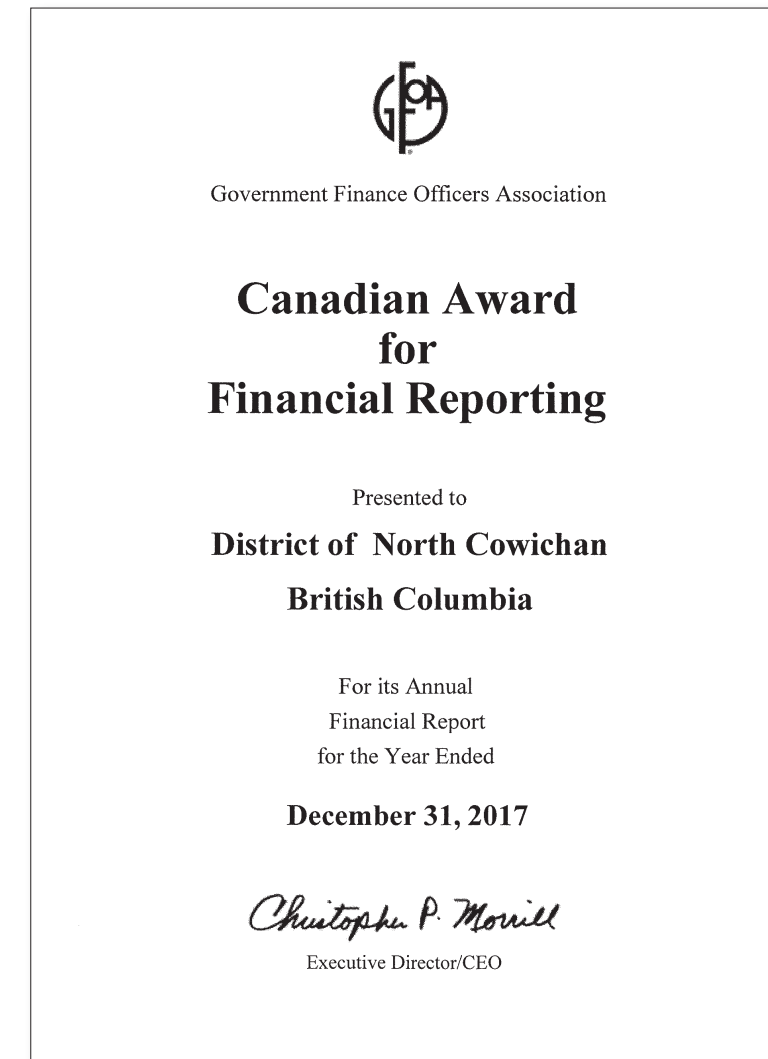 GFOA
Government Finance Officers Association
Canadian Award
for
Financial Reporting
Presented to
District of North Cowichan
British Columbia
For its Annual
Financial Report
for the Year Ended
December 31, 2017
Christopher P. Morrill
Executive Director/CEO